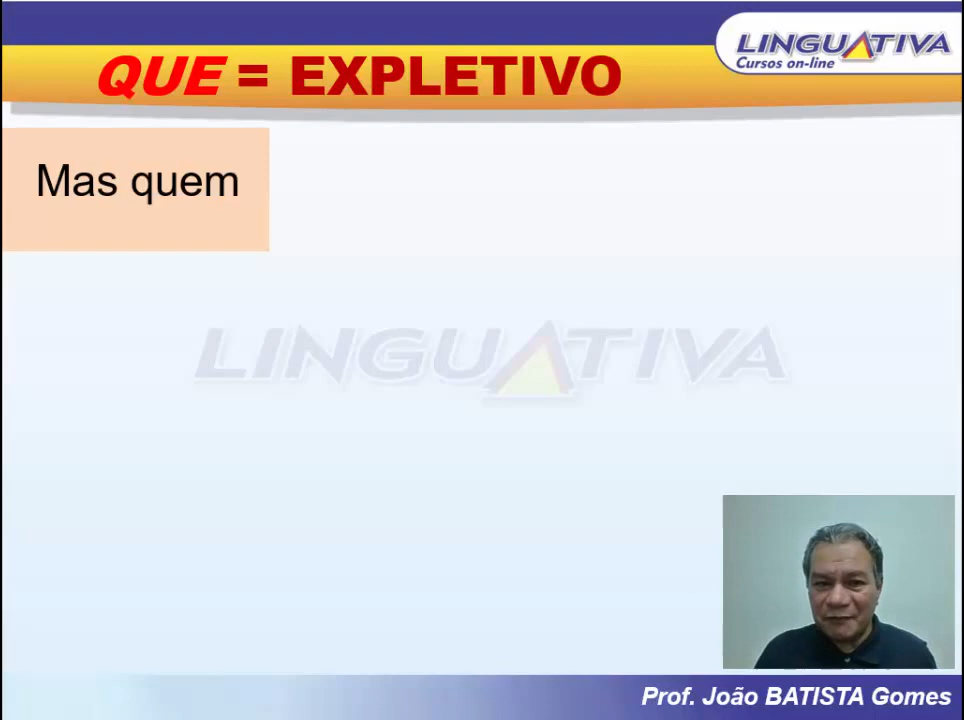 LINGUATIVA
Cursos on-line
QUE = EXPLETIVO
Mas quem
LINGUATIVA
Prof. João BATISTA Gomes